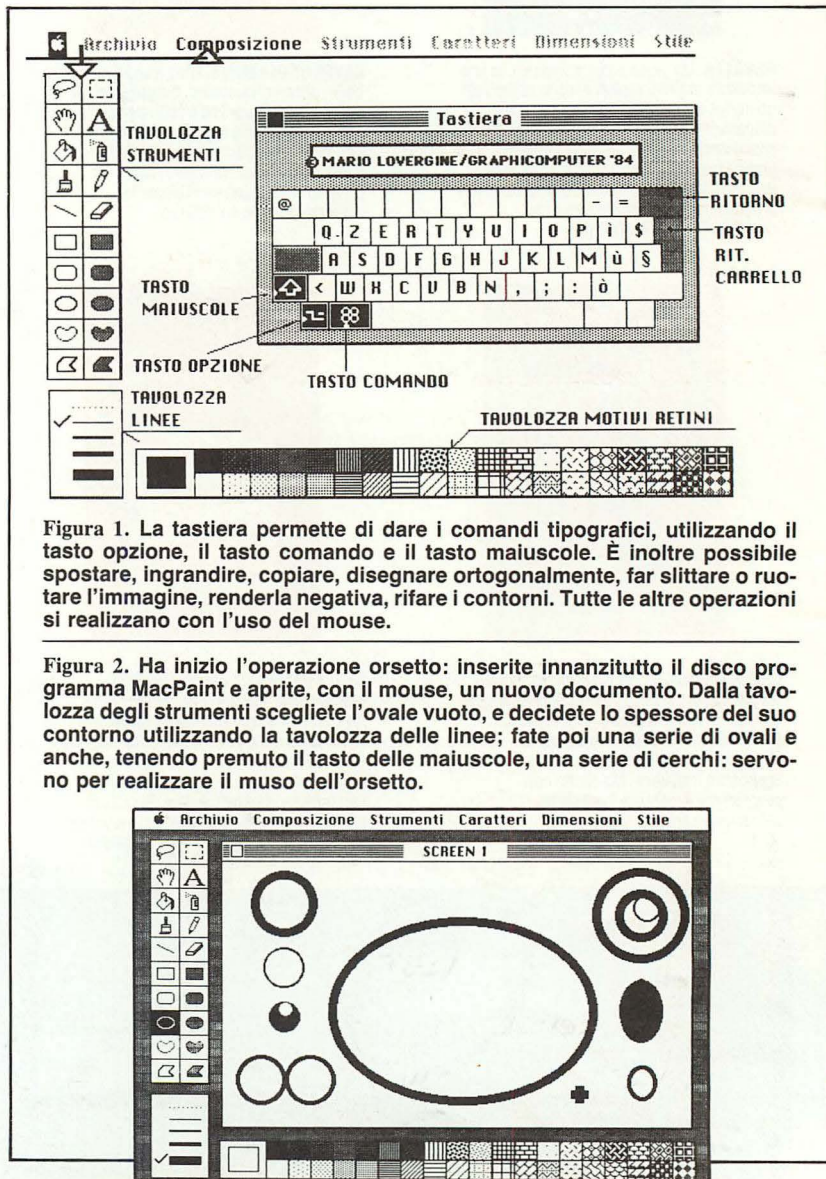 Archivio Composizione Strumenti Caratteri Dimensioni Stile
A
TAVOLOZZA
STRUMENTI
Tastiera
© MARIO LOVERGINE/GRAPHICOMPUTER '84
@ - =
Q Z E R T Y U I O P ì $
A S D F G H J K L M ù §
< W X C V B N , ; : ò
TASTO
RITORNO
TASTO
RIT.
CARRELLO
TASTO
MAIUSCOLE
TASTO OPZIONE
TASTO COMANDO
TAVOLOZZA
LINEE
TAVOLOZZA MOTIVI RETINI
Figura 1. La tastiera permette di dare i comandi tipografici, utilizzando il
tasto opzione, il tasto comando e il tasto maiuscole. È inoltre possibile
spostare, ingrandire, copiare, disegnare ortogonalmente, far slittare o ruo-
tare l'immagine, renderla negativa, rifare i contorni. Tutte le altre operazioni
si realizzano con l'uso del mouse.
Figura 2. Ha inizio l'operazione orsetto: inserite innanzitutto il disco pro-
gramma MacPaint e aprite, con il mouse, un nuovo documento. Dalla tavo-
lozza degli strumenti scegliete l'ovale vuoto, e decidete lo spessore del suo
contorno utilizzando la tavolozza delle linee; fate poi una serie di ovali e
anche, tenendo premuto il tasto delle maiuscole, una serie di cerchi: servo-
no per realizzare il muso dell'orsetto.
Archivio Composizione Strumenti Caratteri Dimensioni Stile
SCREEN 1
A